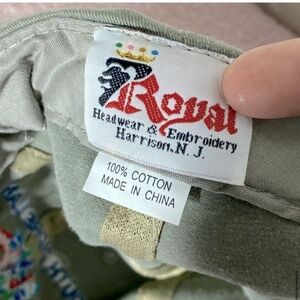 Royal
Headwear & Embroidery
Harrison, N. J.
100% COTTON
MADE IN CHINA